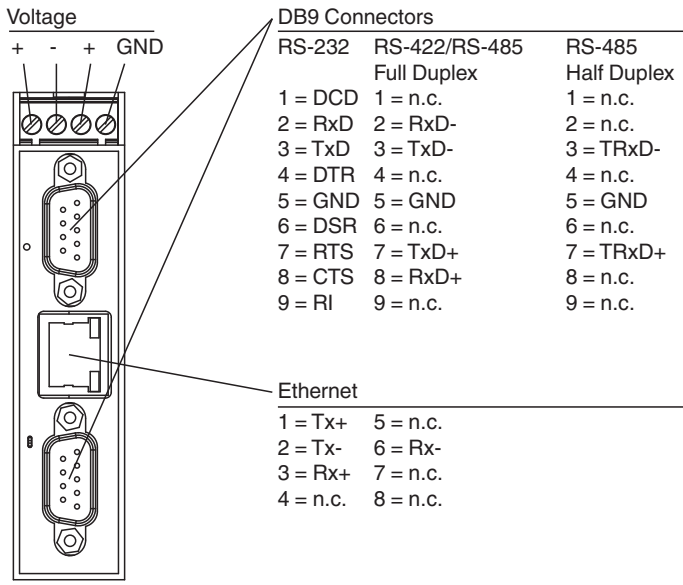 Voltage
+ - + GND
DB9 Connectors
RS-232 RS-422/RS-485 RS-485
Full Duplex Half Duplex
1 = DCD 1 = n.c. 1 = n.c.
2 = RxD 2 = RxD- 2 = n.c.
3 = TxD 3 = TxD- 3 = TRxD-
4 = DTR 4 = n.c. 4 = n.c.
5 = GND 5 = GND 5 = GND
6 = DSR 6 = n.c. 6 = n.c.
7 = RTS 7 = TxD+ 7 = TRxD+
8 = CTS 8 = RxD+ 8 = n.c.
9 = RI 9 = n.c. 9 = n.c.
Ethernet
1 = Tx+ 5 = n.c.
2 = Tx- 6 = Rx-
3 = Rx+ 7 = n.c.
4 = n.c. 8 = n.c.